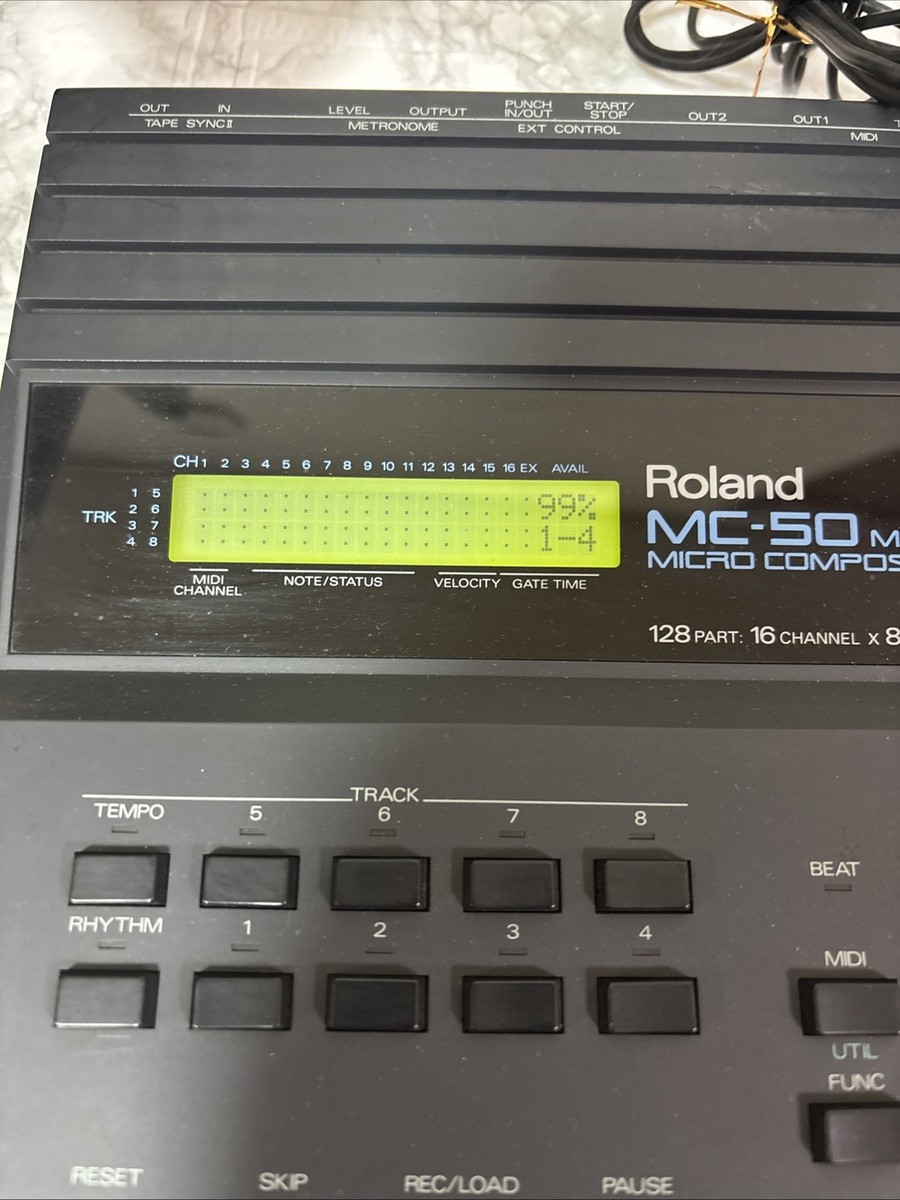 OUT IN LEVEL OUTPUT PUNCH IN/OUT START/STOP OUT2 OUT1
TAPE SYNCII METRONOME EXT CONTROL MIDI
CH 1 2 3 4 5 6 7 8 9 10 11 12 13 14 15 16 EX AVAIL
TRK
1 5
2 6
3 7
4 8
99%
1-4
MIDI CHANNEL NOTE/STATUS VELOCITY GATE TIME
Roland
MC-50 M
MICRO COMPOS
128 PART: 16 CHANNEL X 8
TRACK
TEMPO 5 6 7 8
BEAT
RHYTHM 1 2 3 4
MIDI
UTIL
FUNC
RESET SKIP REC/LOAD PAUSE